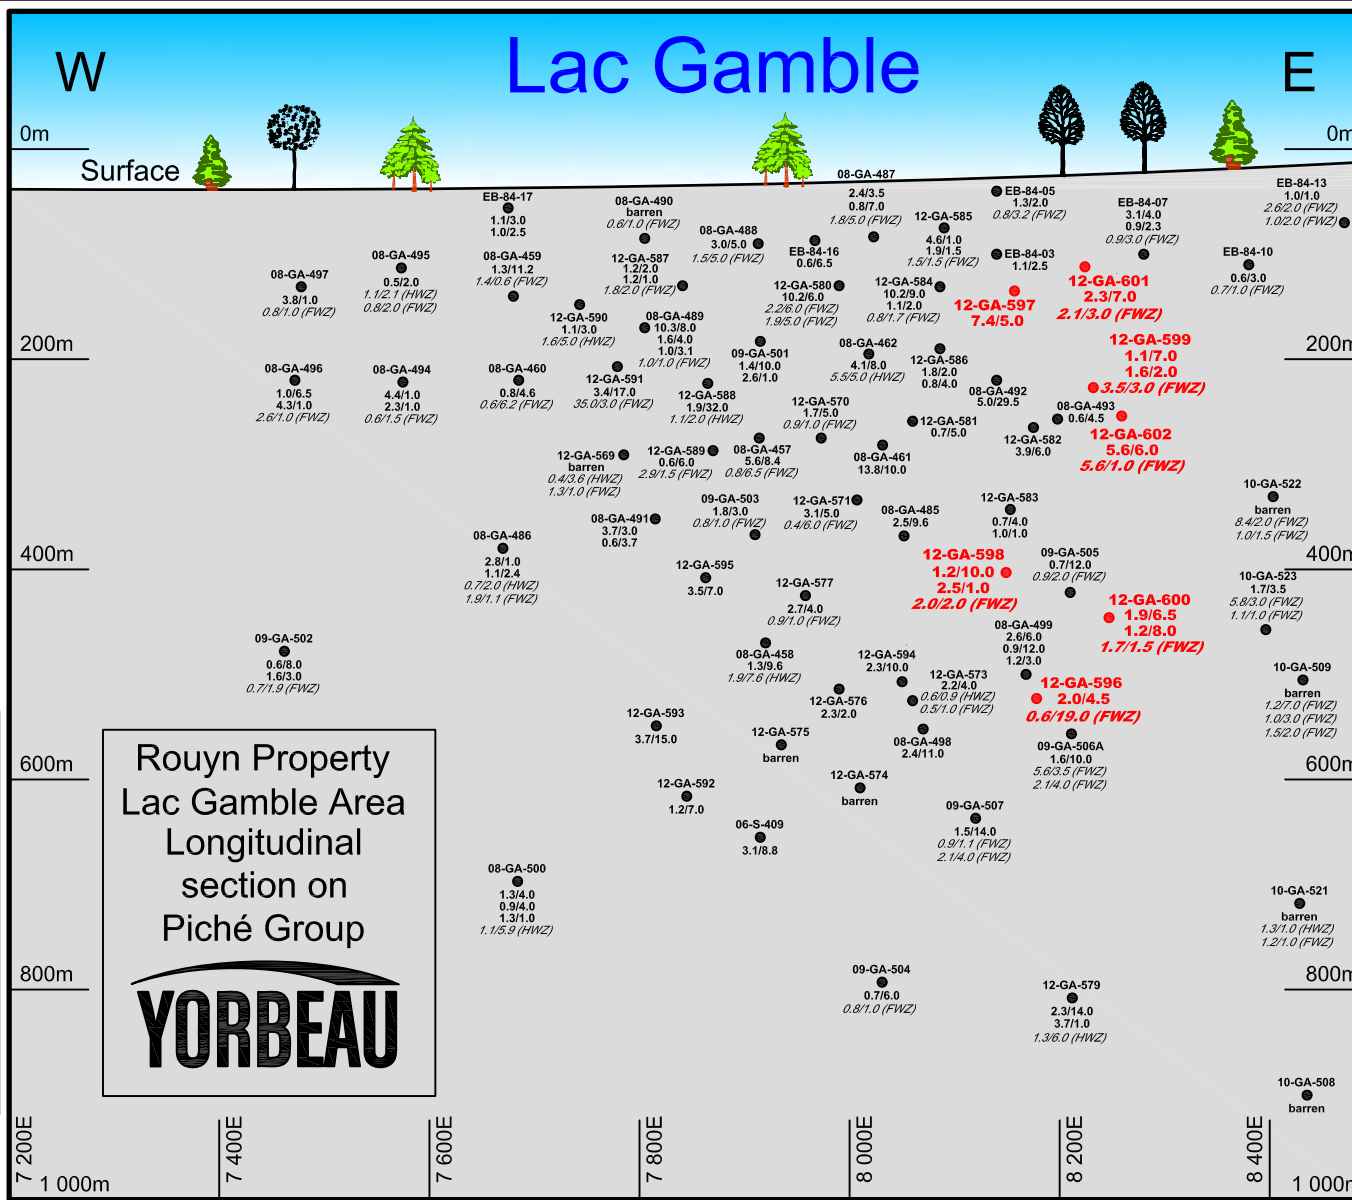 Lac Gamble
W
E
0m
0m
Surface
08-GA-487
2.4/3.5
0.8/7.0
1.8/5.0 (FWZ)
EB-84-17
1.1/3.0
1.0/2.5
08-GA-490
barren
0.6/1.0 (FWZ)
08-GA-488
3.0/5.0
1.5/5.0 (FWZ)
EB-84-16
0.6/6.5
12-GA-585
4.6/1.0
1.9/1.5
1.5/1.5 (FWZ)
EB-84-05
1.3/2.0
0.8/3.2 (FWZ)
EB-84-07
3.1/4.0
0.9/2.3
0.9/3.0 (FWZ)
EB-84-13
1.0/1.0
2.6/2.0 (FWZ)
1.0/2.0 (FWZ)
EB-84-03
1.1/2.5
EB-84-10
0.6/3.0
0.7/1.0 (FWZ)
08-GA-497
3.8/1.0
0.8/1.0 (FWZ)
08-GA-495
0.5/2.0
1.1/2.1 (HWZ)
0.8/2.0 (FWZ)
08-GA-459
1.3/11.2
1.4/0.6 (FWZ)
12-GA-587
1.2/2.0
1.2/1.0
1.8/2.0 (FWZ)
12-GA-580
10.2/6.0
2.2/6.0 (FWZ)
1.9/5.0 (FWZ)
12-GA-584
10.2/9.0
1.1/2.0
0.8/1.7 (FWZ)
12-GA-597
7.4/5.0
12-GA-601
2.3/7.0
2.1/3.0 (FWZ)
12-GA-590
1.1/3.0
1.6/5.0 (HWZ)
08-GA-489
10.3/8.0
1.6/4.0
1.0/3.1
1.0/1.0 (FWZ)
09-GA-501
1.4/10.0
2.6/1.0
08-GA-462
4.1/8.0
5.5/5.0 (HWZ)
12-GA-586
1.8/2.0
0.8/4.0
12-GA-599
1.1/7.0
1.6/2.0
3.5/3.0 (FWZ)
200m
200m
08-GA-496
1.0/6.5
4.3/1.0
2.6/1.0 (FWZ)
08-GA-494
4.4/1.0
2.3/1.0
0.6/1.5 (FWZ)
08-GA-460
0.8/4.6
0.6/6.2 (FWZ)
12-GA-591
3.4/17.0
35.0/3.0 (FWZ)
12-GA-588
1.9/32.0
1.1/2.0 (HWZ)
12-GA-570
1.7/5.0
0.9/1.0 (FWZ)
08-GA-492
5.0/29.5
12-GA-581
0.7/5.0
08-GA-493
0.6/4.5
12-GA-582
3.9/6.0
12-GA-602
5.6/6.0
5.6/1.0 (FWZ)
12-GA-569
barren
0.4/3.6 (HWZ)
1.3/1.0 (FWZ)
12-GA-589
0.6/6.0
2.9/1.5 (FWZ)
08-GA-457
5.6/8.4
0.8/6.5 (FWZ)
08-GA-461
13.8/10.0
10-GA-522
barren
8.4/2.0 (FWZ)
1.0/1.5 (FWZ)
08-GA-491
3.7/3.0
0.6/3.7
09-GA-503
1.8/3.0
0.8/1.0 (FWZ)
12-GA-571
3.1/5.0
0.4/6.0 (FWZ)
08-GA-485
2.5/9.6
12-GA-583
0.7/4.0
1.0/1.0
08-GA-486
2.8/1.0
1.1/2.4
0.7/2.0 (HWZ)
1.9/1.1 (FWZ)
12-GA-598
1.2/10.0
2.5/1.0
2.0/2.0 (FWZ)
09-GA-505
0.7/12.0
0.9/2.0 (FWZ)
400m
400m
12-GA-595
3.5/7.0
12-GA-577
2.7/4.0
0.9/1.0 (FWZ)
10-GA-523
1.7/3.5
5.8/3.0 (FWZ)
1.1/1.0 (FWZ)
12-GA-600
1.9/6.5
1.2/8.0
1.7/1.5 (FWZ)
09-GA-502
0.6/8.0
1.6/3.0
0.7/1.9 (FWZ)
08-GA-458
1.3/9.6
1.9/7.6 (HWZ)
08-GA-499
2.6/6.0
0.9/12.0
1.2/3.0
12-GA-594
2.3/10.0
12-GA-573
2.2/4.0
0.6/0.9 (HWZ)
0.5/1.0 (FWZ)
12-GA-576
2.3/2.0
12-GA-596
2.0/4.5
0.6/19.0 (FWZ)
10-GA-509
barren
1.2/7.0 (FWZ)
1.0/3.0 (FWZ)
1.5/2.0 (FWZ)
12-GA-593
3.7/15.0
12-GA-575
barren
08-GA-498
2.4/11.0
09-GA-506A
1.6/10.0
5.6/3.5 (FWZ)
2.1/4.0 (FWZ)
600m
600m
12-GA-592
1.2/7.0
12-GA-574
barren
06-S-409
3.1/8.8
09-GA-507
1.5/14.0
0.9/1.1 (FWZ)
2.1/4.0 (FWZ)
08-GA-500
1.3/4.0
0.9/4.0
1.3/1.0
1.1/5.9 (HWZ)
10-GA-521
barren
1.3/1.0 (HWZ)
1.2/1.0 (FWZ)
Rouyn Property
Lac Gamble Area
Longitudinal
section on
Piché Group
YORBEAU
800m
800m
09-GA-504
0.7/6.0
0.8/1.0 (FWZ)
12-GA-579
2.3/14.0
3.7/1.0
1.3/6.0 (HWZ)
10-GA-508
barren
7 200E
7 400E
7 600E
7 800E
8 000E
8 200E
8 400E
1 000m
1 000m